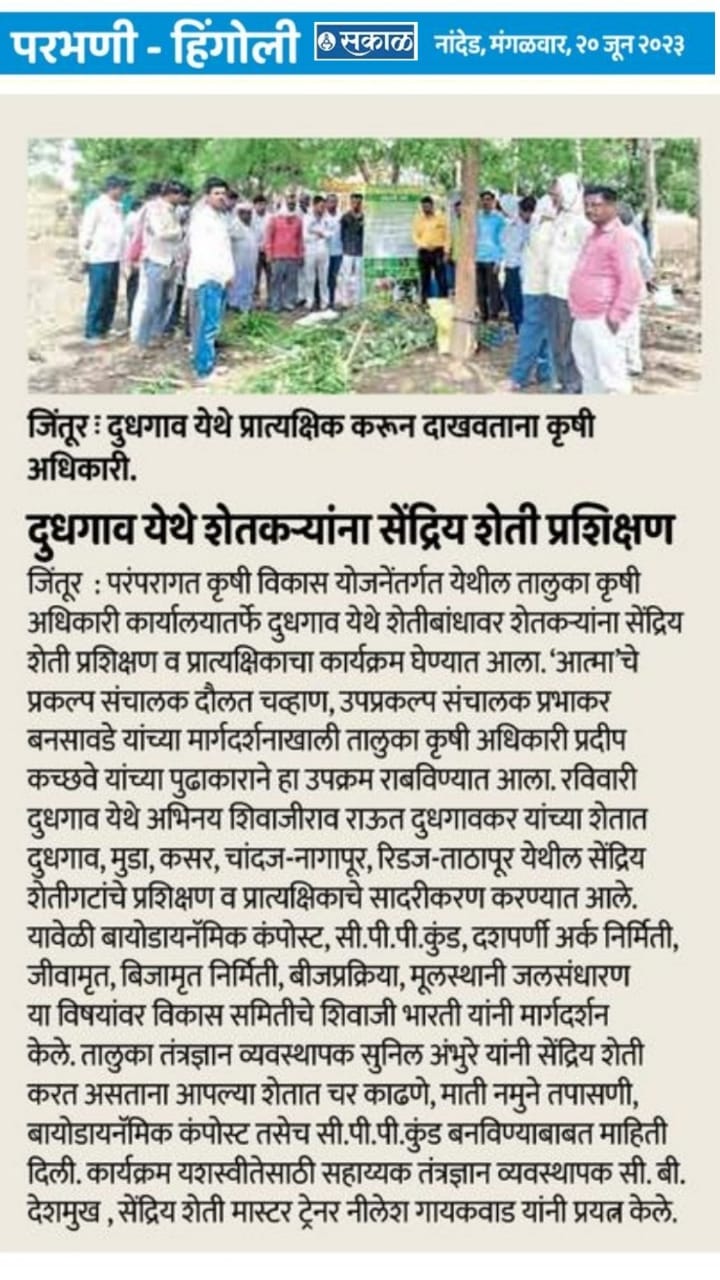 परभणी - हिंगोली सकाळ नांदेड, मंगळवार, २० जून २०२३
जिंतूर : दुधगाव येथे प्रात्यक्षिक करून दाखवताना कृषी
अधिकारी.
दुधगाव येथे शेतकऱ्यांना सेंद्रिय शेती प्रशिक्षण
जिंतूर : परंपरागत कृषी विकास योजनेंतर्गत येथील तालुका कृषी
अधिकारी कार्यालयातर्फे दुधगाव येथे शेतीबांधावर शेतकऱ्यांना सेंद्रिय
शेती प्रशिक्षण व प्रात्यक्षिकाचा कार्यक्रम घेण्यात आला. ‘आत्मा’चे
प्रकल्प संचालक दौलत चव्हाण, उपप्रकल्प संचालक प्रभाकर
बनसावडे यांच्या मार्गदर्शनाखाली तालुका कृषी अधिकारी प्रदीप
कच्छवे यांच्या पुढाकाराने हा उपक्रम राबविण्यात आला. रविवारी
दुधगाव येथे अभिनय शिवाजीराव राऊत दुधगावकर यांच्या शेतात
दुधगाव, मुडा, कसर, चांदज-नागापूर, रिडज-ताठापूर येथील सेंद्रिय
शेतीगटांचे प्रशिक्षण व प्रात्यक्षिकाचे सादरीकरण करण्यात आले.
यावेळी बायोडायनॅमिक कंपोस्ट, सी.पी.पी.कुंड, दशपर्णी अर्क निर्मिती,
जीवामृत, बिजामृत निर्मिती, बीजप्रक्रिया, मूलस्थानी जलसंधारण
या विषयांवर विकास समितीचे शिवाजी भारती यांनी मार्गदर्शन
केले. तालुका तंत्रज्ञान व्यवस्थापक सुनिल अंभुरे यांनी सेंद्रिय शेती
करत असताना आपल्या शेतात चर काढणे, माती नमुने तपासणी,
बायोडायनॅमिक कंपोस्ट तसेच सी.पी.पी.कुंड बनविण्याबाबत माहिती
दिली. कार्यक्रम यशस्वीतेसाठी सहाय्यक तंत्रज्ञान व्यवस्थापक सी. बी.
देशमुख , सेंद्रिय शेती मास्टर ट्रेनर नीलेश गायकवाड यांनी प्रयत्न केले.